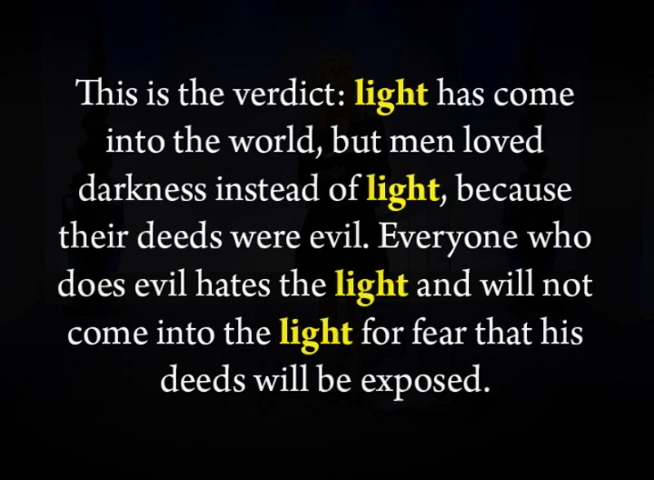 This is the verdict: light has come
into the world, but men loved
darkness instead of light, because
their deeds were evil. Everyone who
does evil hates the light and will not
come into the light for fear that his
deeds will be exposed.